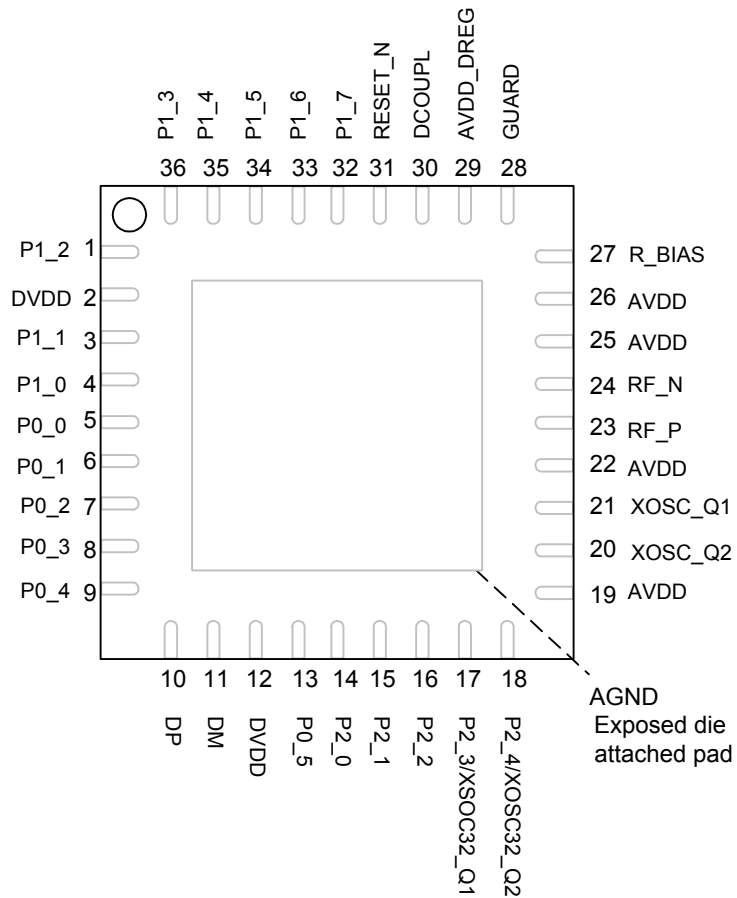 P1_3
P1_4
P1_5
P1_6
P1_7
RESET_N
DCOUPL
AVDD_DREG
GUARD
36 35 34 33 32 31 30 29 28
P1_2 1
DVDD 2
P1_1 3
P1_0 4
P0_0 5
P0_1 6
P0_2 7
P0_3 8
P0_4 9
27 R_BIAS
26 AVDD
25 AVDD
24 RF_N
23 RF_P
22 AVDD
21 XOSC_Q1
20 XOSC_Q2
19 AVDD
10 11 12 13 14 15 16 17 18
DP
DM
DVDD
P0_5
P2_0
P2_1
P2_2
P2_3/XSOC32_Q1
P2_4/XOSC32_Q2
AGND
Exposed die
attached pad